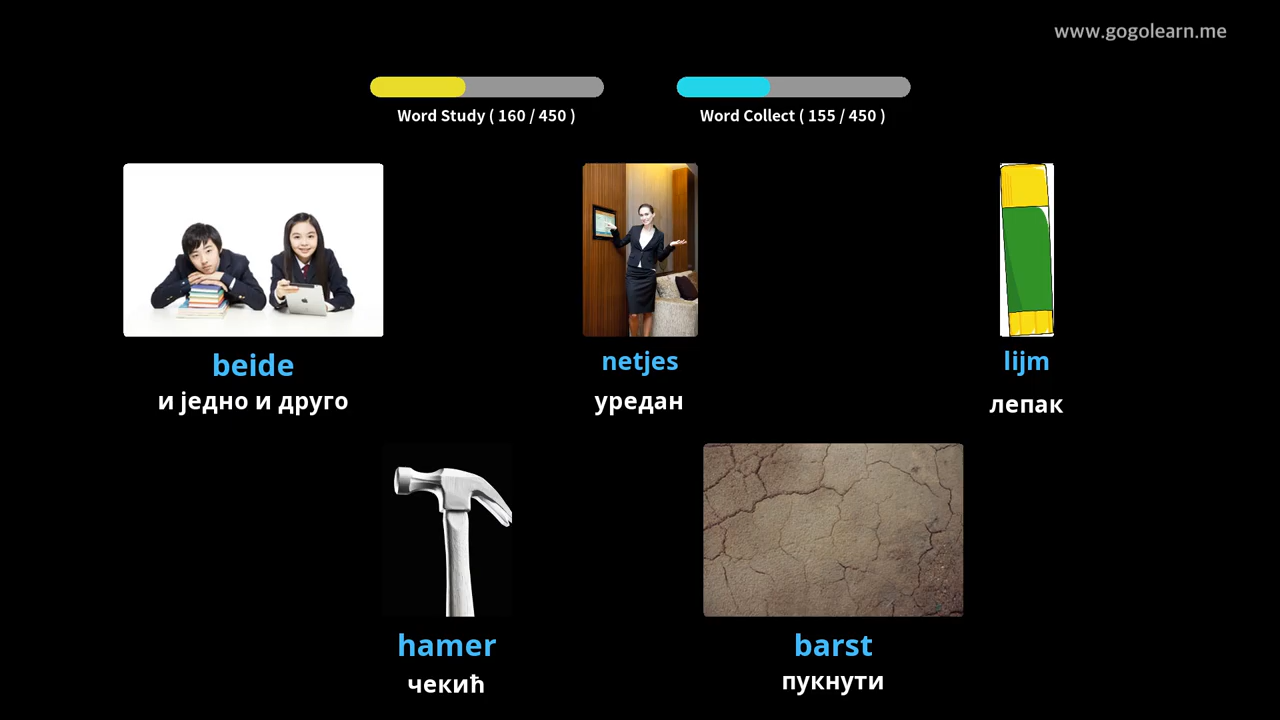 www.gogolearn.me
Word Study ( 160 / 450 )
Word Collect ( 155 / 450 )
beide
и једно и друго
netjes
уредан
lijm
лепак
hamer
чекић
barst
пукнути